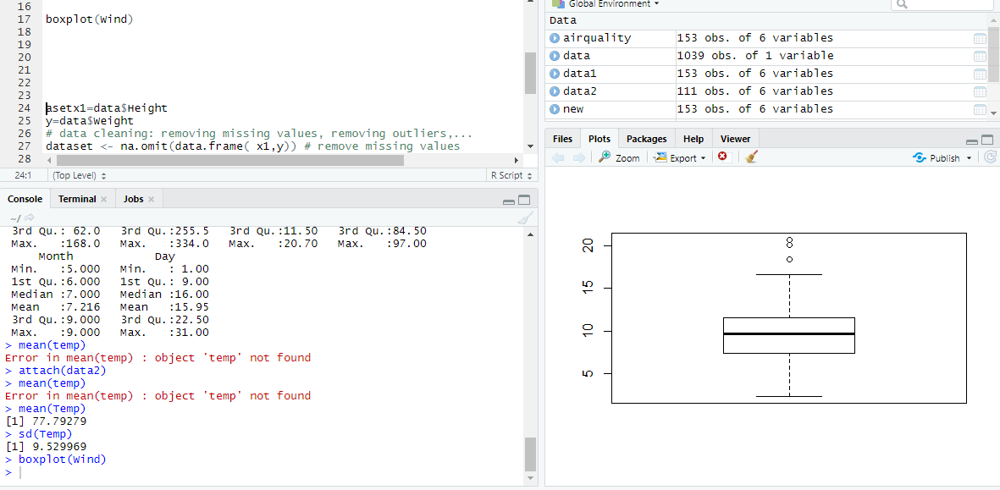 16
17 boxplot(Wind)
18
19
20
21
22
23
24 asetx1=data$Height
25 y=data$Weight
26 # data cleaning: removing missing values, removing outliers,...
27 dataset <- na.omit(data.frame( x1,y)) # remove missing values
28
24:1 (Top Level) R Script
Console Terminal Jobs
~/
3rd Qu.: 62.0 3rd Qu.:255.5 3rd Qu.:11.50 3rd Qu.:84.50
Max. :168.0 Max. :334.0 Max. :20.70 Max. :97.00
Month Day
Min. :5.000 Min. : 1.00
1st Qu.:6.000 1st Qu.: 9.00
Median :7.000 Median :16.00
Mean :7.216 Mean :15.95
3rd Qu.:9.000 3rd Qu.:22.50
Max. :9.000 Max. :31.00
> mean(temp)
Error in mean(temp) : object 'temp' not found
> attach(data2)
> mean(temp)
Error in mean(temp) : object 'temp' not found
> mean(Temp)
[1] 77.79279
> sd(Temp)
[1] 9.529969
> boxplot(Wind)
>
Global Environment
Data
airquality 153 obs. of 6 variables
data 1039 obs. of 1 variable
data1 153 obs. of 6 variables
data2 111 obs. of 6 variables
new 153 obs. of 6 variables
Files Plots Packages Help Viewer
Zoom Export Publish
20
15
10
5